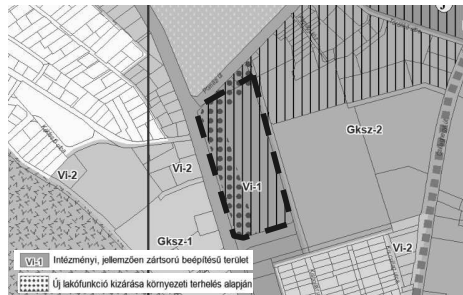 Gksz-2
Vi-2
Vi-2
Vi-1
Gksz-1
Vi-2
Vi-1 Intézményi, jellemzően zártsorú beépítésű terület
Új lakófunkció kizárása környezeti terhelés alapján